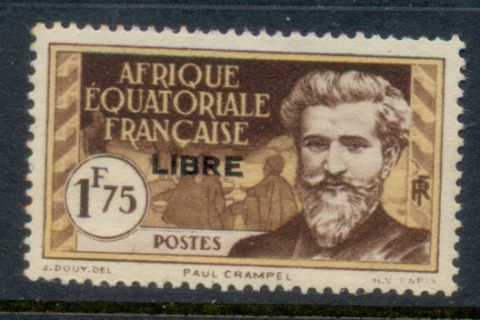 AFRIQUE
ÉQUATORIALE
FRANÇAISE
LIBRE
1F75
POSTES
RF
J. DOUY. DEL
PAUL CRAMPEL
PARIS